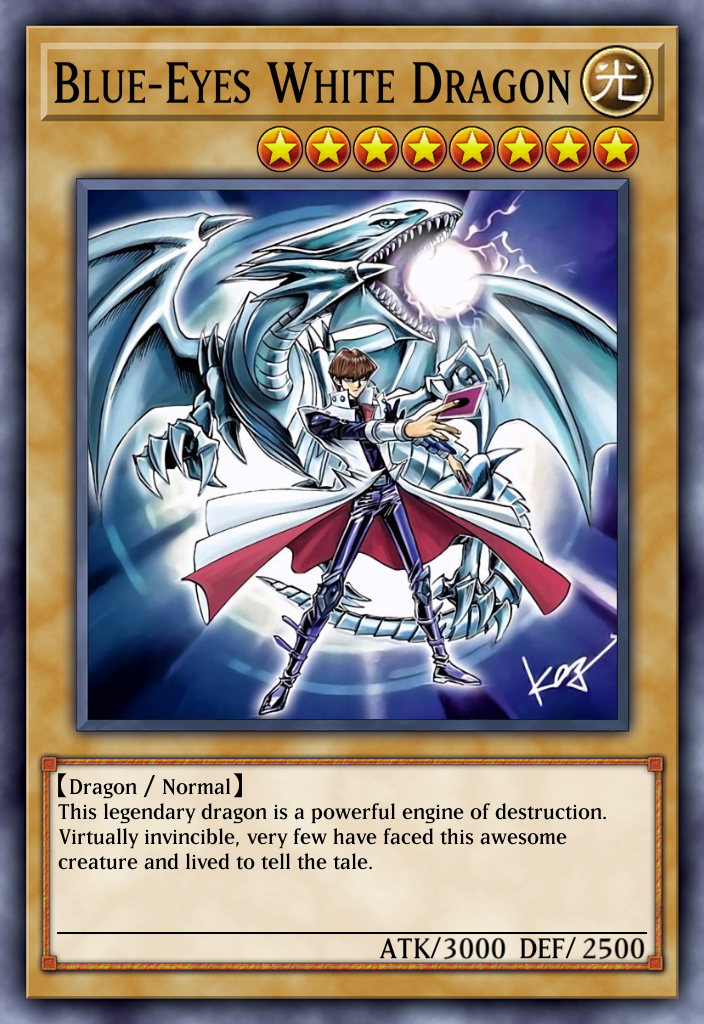 Blue-Eyes White Dragon
光
Kaz
【Dragon / Normal】
This legendary dragon is a powerful engine of destruction.
Virtually invincible, very few have faced this awesome
creature and lived to tell the tale.
ATK/3000 DEF/2500